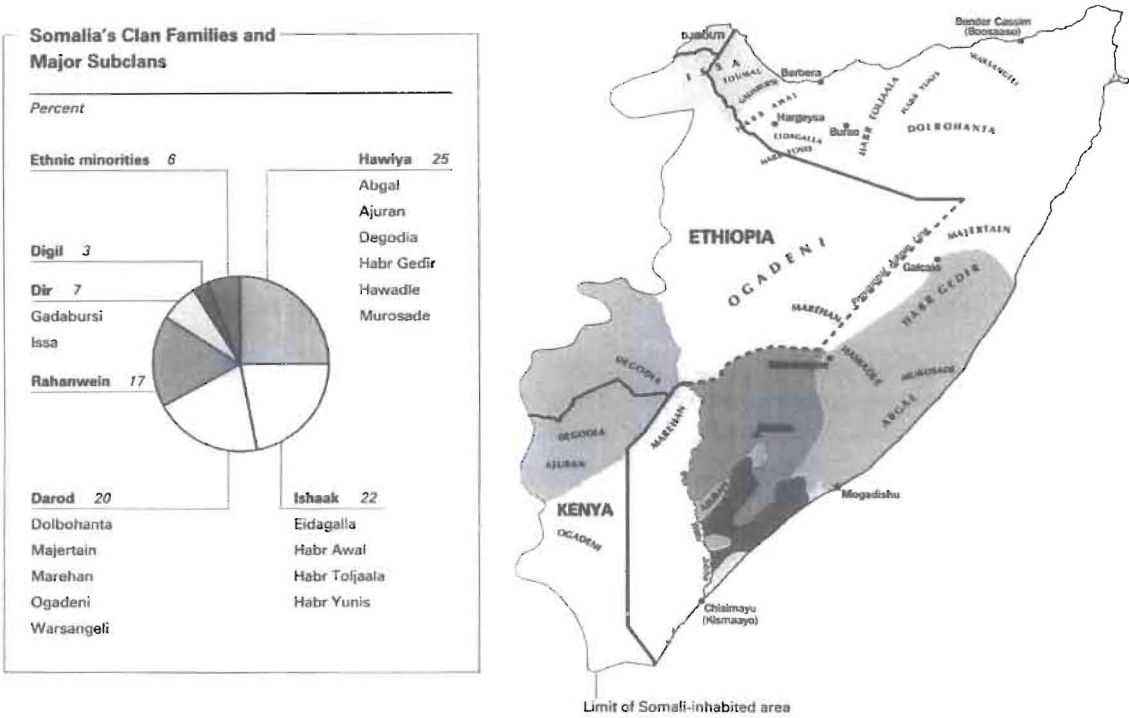 Somalia's Clan Families and
Major Subclans
Percent
Ethnic minorities 6
Hawiya 25
Abgal
Ajuran
Degodia
Habr Gedir
Hawadle
Murosade
Digil 3
Dir 7
Gadabursi
Issa
Rahanwein 17
Darod 20
Dolbohanta
Majertain
Marehan
Ogadeni
Warsangeli
Ishaak 22
Eidagalla
Habr Awal
Habr Toljaala
Habr Yunis
Bender Cassim
(Boosaaso)
DJIBOUTI
ISSA
GADABURSI
Berbera
WARSANGELI
HABR YUNIS
HABR TOLJAALA
HABR AWAL
Hargeysa
Burao
DOLBOHANTA
EIDAGALLA
HABR YUNIS
ETHIOPIA
OGADENI
MAJERTAIN
Galcaio
HABR GEDIR
MAREHAN
HAWADLE
MUROSADE
ABGAL
DEGODIA
MAREHAN
DEGODIA
AJURAN
AJURAN
Mogadishu
KENYA
OGADENI
Chisimayu
(Kismaayo)
Limit of Somali-inhabited area